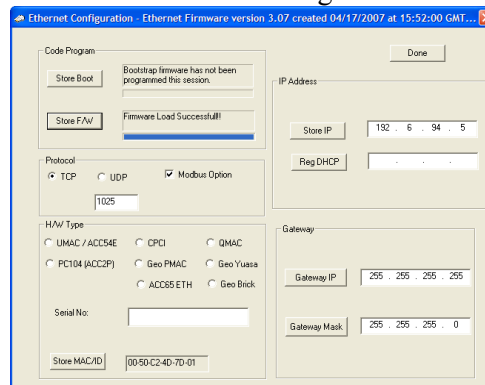 Ethernet Configuration - Ethernet Firmware version 3.07 created 04/17/2007 at 15:52:00 GMT...
Code Program
Store Boot
Bootstrap firmware has not been
programmed this session.
Store F/W
Firmware Load Successful!!!
Done
IP Address
Store IP
192 . 6 . 94 . 5
Reg DHCP
. . .
Protocol
TCP
UDP
Modbus Option
1025
H/W Type
UMAC / ACC54E
CPCI
QMAC
PC104 (ACC2P)
Geo PMAC
Geo Yuasa
ACC65 ETH
Geo Brick
Serial No:
Store MAC/ID
00-50-C2-4D-7D-01
Gateway
Gateway IP
255 . 255 . 255 . 255
Gateway Mask
255 . 255 . 255 . 0